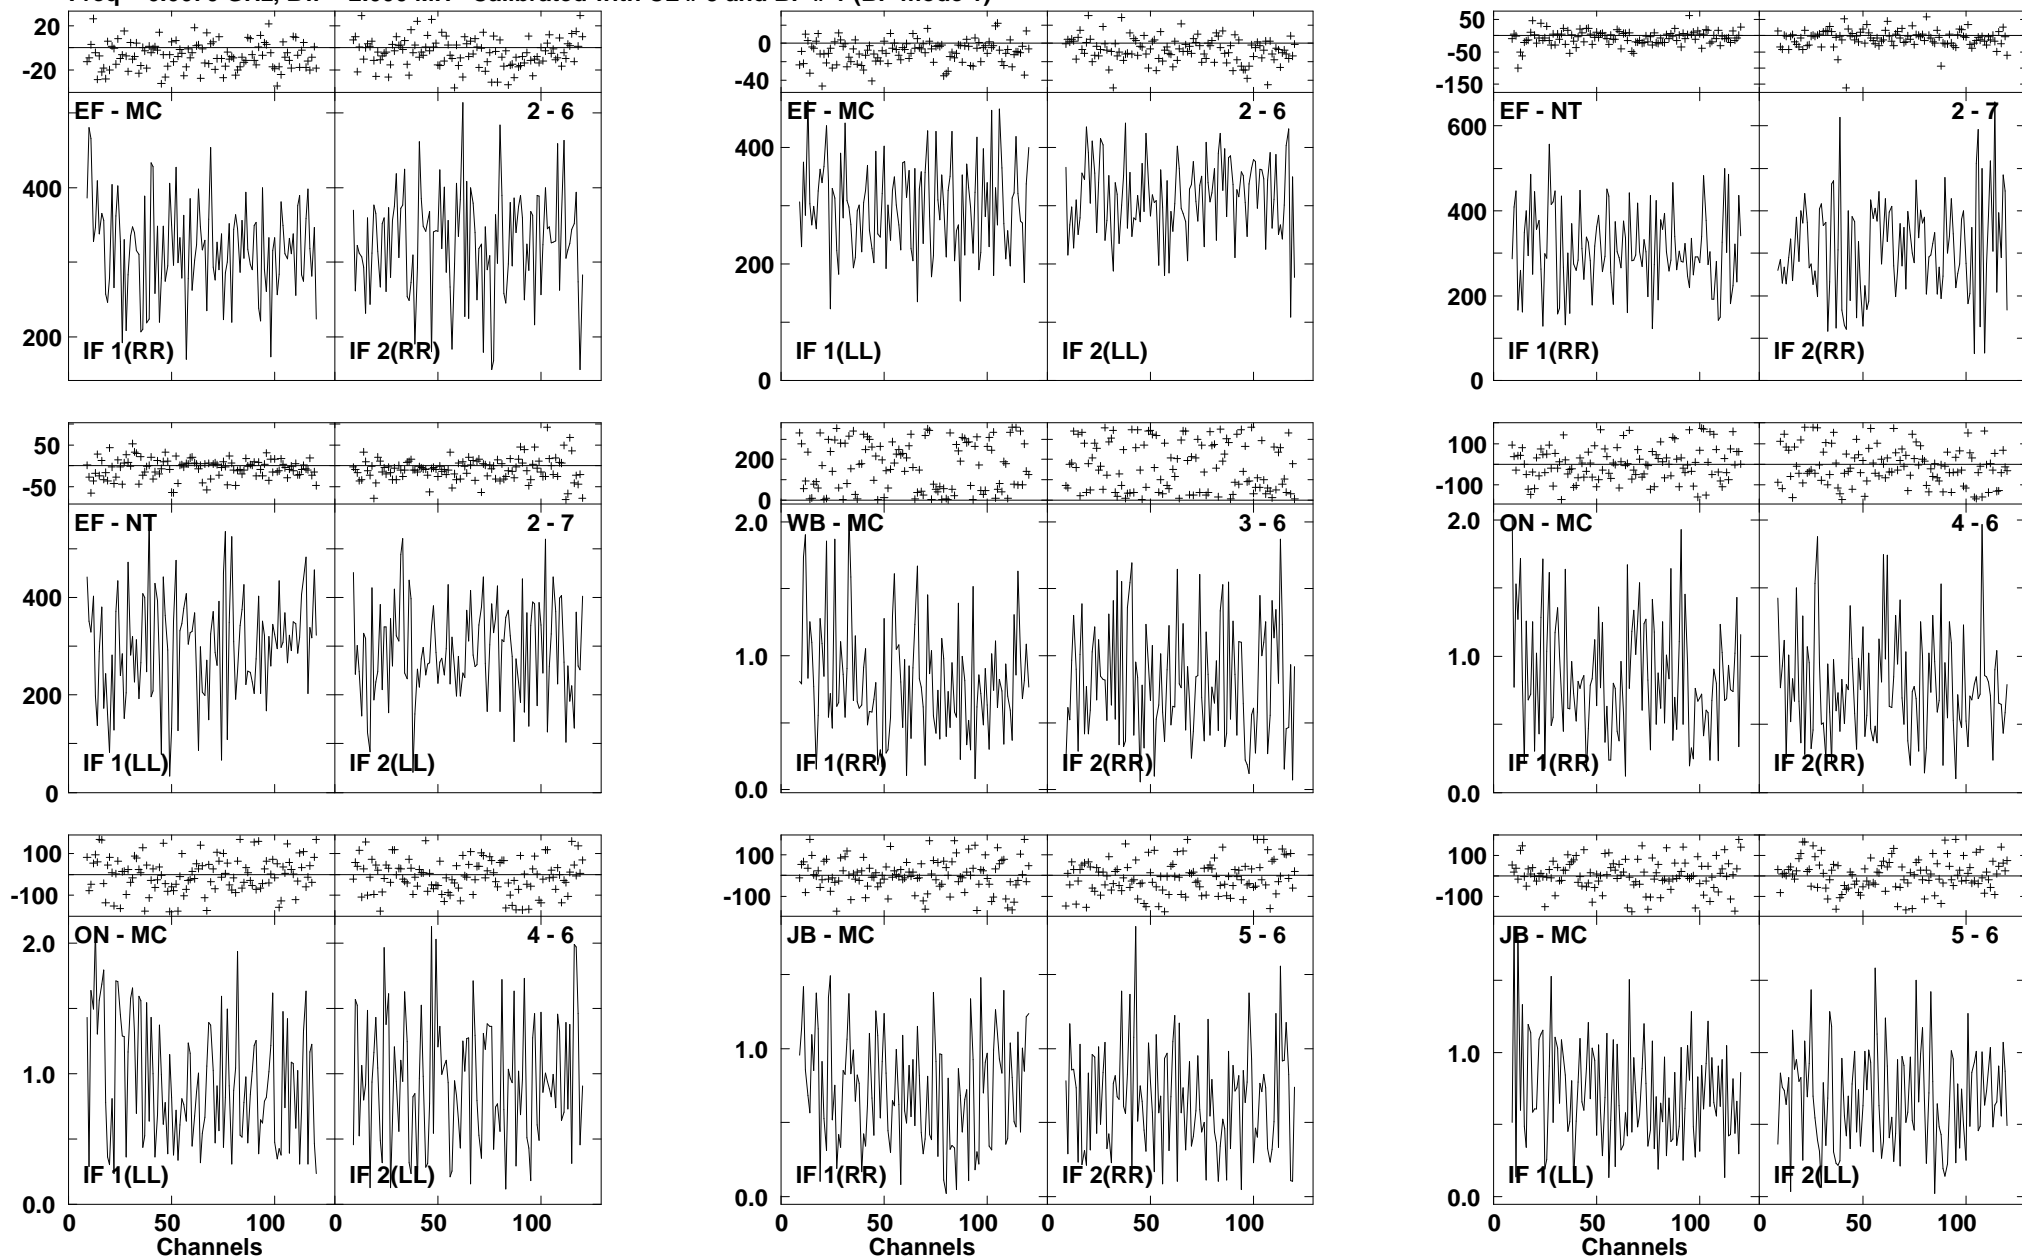 20
-20
EF - MC
2 - 6
400
200
IF 1(RR)
IF 2(RR)
0
-40
EF - MC
2 - 6
400
200
0
IF 1(LL)
IF 2(LL)
50
-50
-150
EF - NT
2 - 7
600
400
200
0
IF 1(RR)
IF 2(RR)
50
-50
EF - NT
2 - 7
400
200
0
IF 1(LL)
IF 2(LL)
200
0
WB - MC
3 - 6
2.0
1.0
0.0
IF 1(RR)
IF 2(RR)
100
-100
ON - MC
4 - 6
2.0
1.0
0.0
IF 1(RR)
IF 2(RR)
100
-100
ON - MC
4 - 6
2.0
1.0
0.0
IF 1(LL)
IF 2(LL)
0 50 100 0 50 100
Channels
100
-100
JB - MC
5 - 6
1.0
0.0
IF 1(RR)
IF 2(RR)
0 50 100 0 50 100
Channels
100
-100
JB - MC
5 - 6
1.0
0.0
IF 1(LL)
IF 2(LL)
0 50 100 0 50 100
Channels